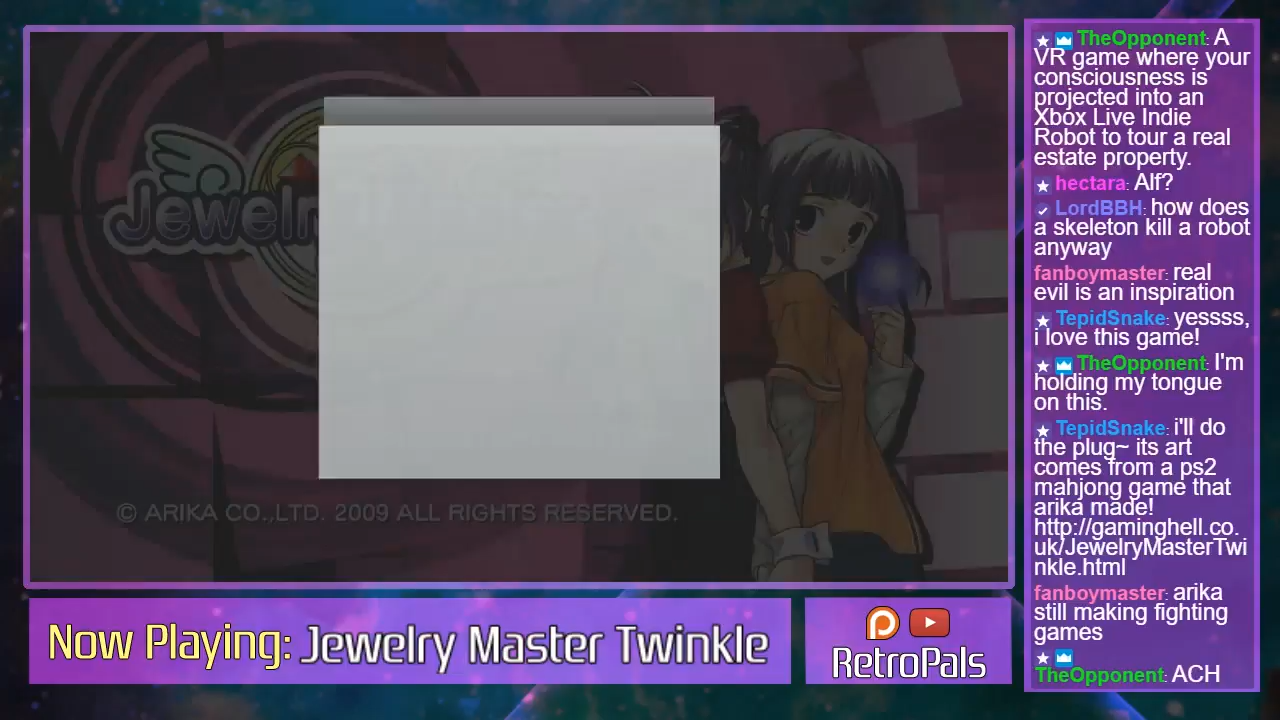 Jewelr
© ARIKA CO.,LTD. 2009 ALL RIGHTS RESERVED.
Now Playing: Jewelry Master Twinkle
RetroPals
TheOpponent: A
VR game where your
consciousness is
projected into an
Xbox Live Indie
Robot to tour a real
estate property.
hectara: Alf?
LordBBH: how does
a skeleton kill a robot
anyway
fanboymaster: real
evil is an inspiration
TepidSnake: yessss,
i love this game!
TheOpponent: I'm
holding my tongue
on this.
TepidSnake: i'll do
the plug~ its art
comes from a ps2
mahjong game that
arika made!
http://gaminghell.co.
uk/JewelryMasterTwi
nkle.html
fanboymaster: arika
still making fighting
games
TheOpponent: ACH